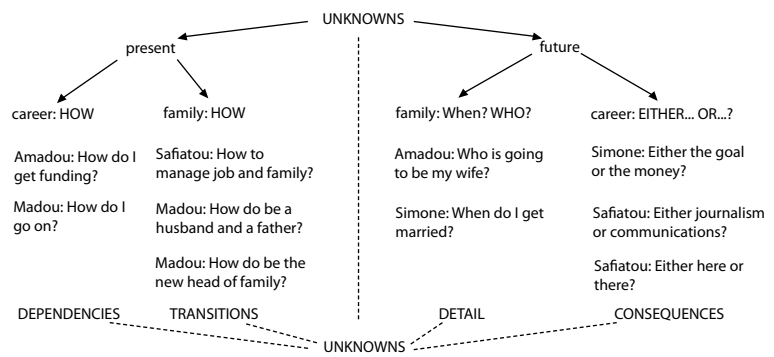 UNKNOWNS
present
future
career: HOW
family: HOW
family: When? WHO?
career: EITHER... OR...?
Amadou: How do I
get funding?
Madou: How do I
go on?
Safiatou: How to
manage job and family?
Madou: How do be a
husband and a father?
Madou: How do be the
new head of family?
Amadou: Who is going
to be my wife?
Simone: When do I get
married?
Simone: Either the goal
or the money?
Safiatou: Either journalism
or communications?
Safiatou: Either here or
there?
DEPENDENCIES
TRANSITIONS
DETAIL
CONSEQUENCES
UNKNOWNS